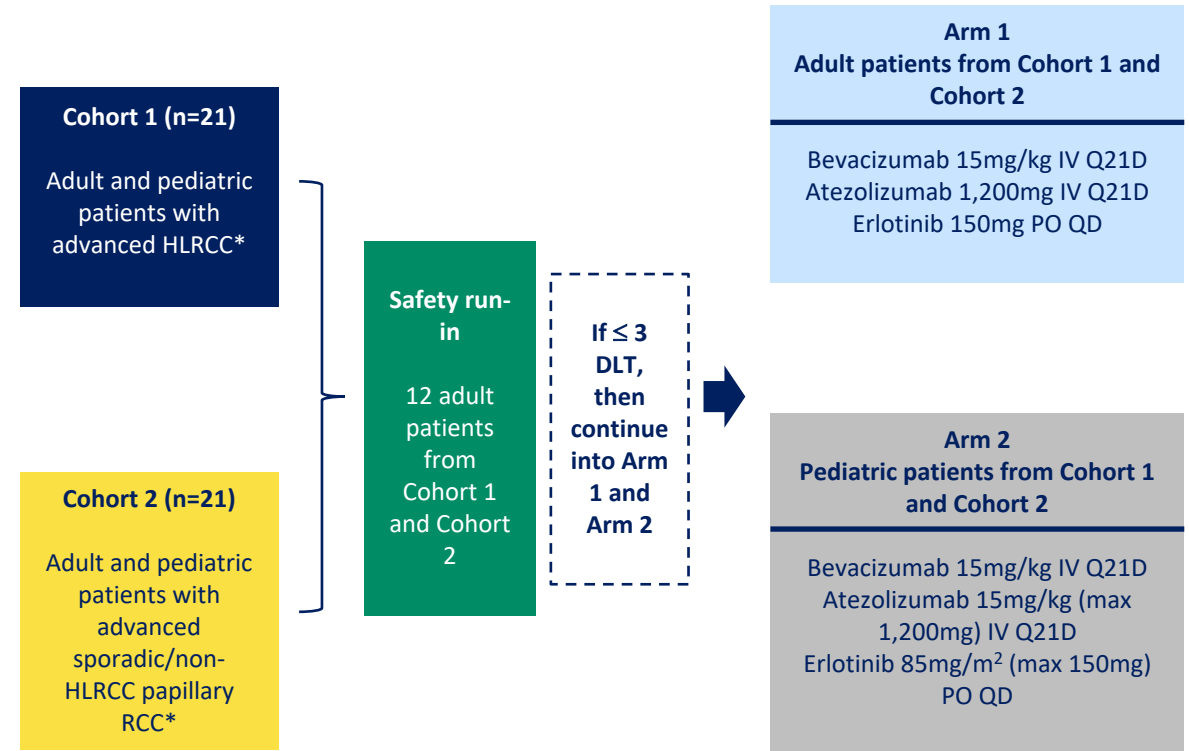 Cohort 1 (n=21)
Adult and pediatric
patients with
advanced HLRCC*
Cohort 2 (n=21)
Adult and pediatric
patients with
advanced
sporadic/non-
HLRCC papillary
RCC*
Safety run-
in
12 adult
patients
from
Cohort 1
and Cohort
2
If ≤ 3
DLT,
then
continue
into Arm
1 and
Arm 2
Arm 1
Adult patients from Cohort 1 and
Cohort 2
Bevacizumab 15mg/kg IV Q21D
Atezolizumab 1,200mg IV Q21D
Erlotinib 150mg PO QD
Arm 2
Pediatric patients from Cohort 1
and Cohort 2
Bevacizumab 15mg/kg IV Q21D
Atezolizumab 15mg/kg (max
1,200mg) IV Q21D
Erlotinib 85mg/m² (max 150mg)
PO QD